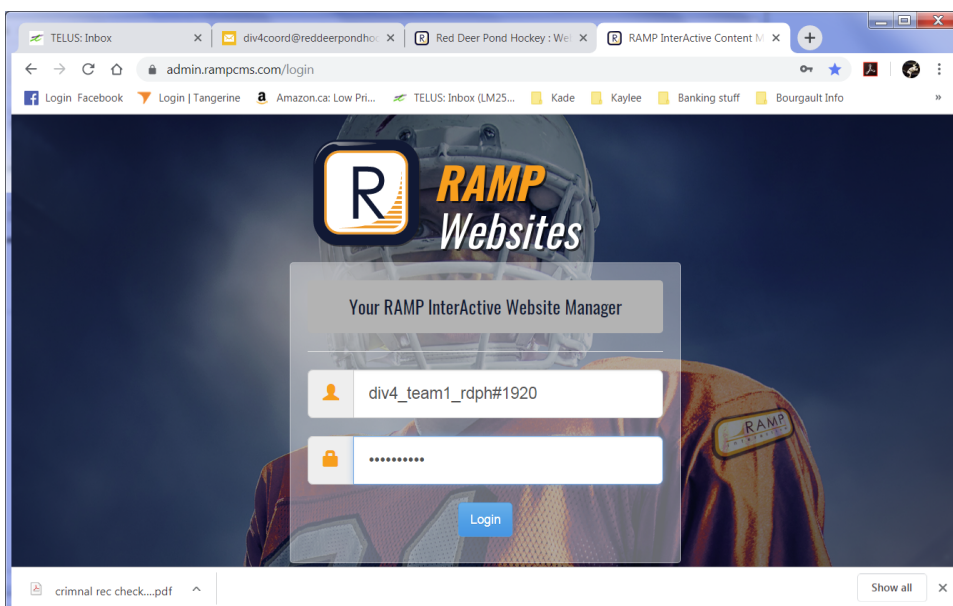 TELUS: Inbox
div4coord@reddeerpondhoc
Red Deer Pond Hockey : Wel
RAMP InterActive Content M
admin.rampcms.com/login
Login Facebook
Login | Tangerine
Amazon.ca: Low Pri...
TELUS: Inbox (LM25...
Kade
Kaylee
Banking stuff
Bourgault Info
»
R
RAMP
Websites
Your RAMP InterActive Website Manager
div4_team1_rdph#1920
••••••••••
RAMP
Login
crimnal rec check....pdf
Show all